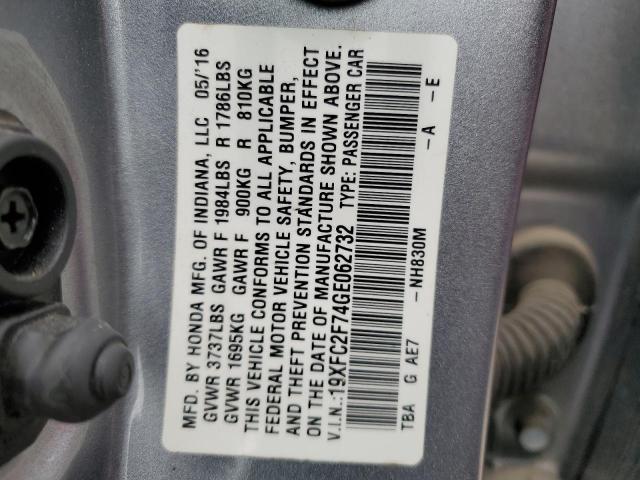 MFD. BY HONDA MFG. OF INDIANA, LLC 05/'16
GVWR 3737LBS GAWR F 1984LBS R 1786LBS
GVWR 1695KG GAWR F 900KG R 810KG
THIS VEHICLE CONFORMS TO ALL APPLICABLE
FEDERAL MOTOR VEHICLE SAFETY, BUMPER,
AND THEFT PREVENTION STANDARDS IN EFFECT
ON THE DATE OF MANUFACTURE SHOWN ABOVE.
V.I.N.:19XFC2F74GE062732 TYPE: PASSENGER CAR
TBA G AE7 -NH830M -A -E